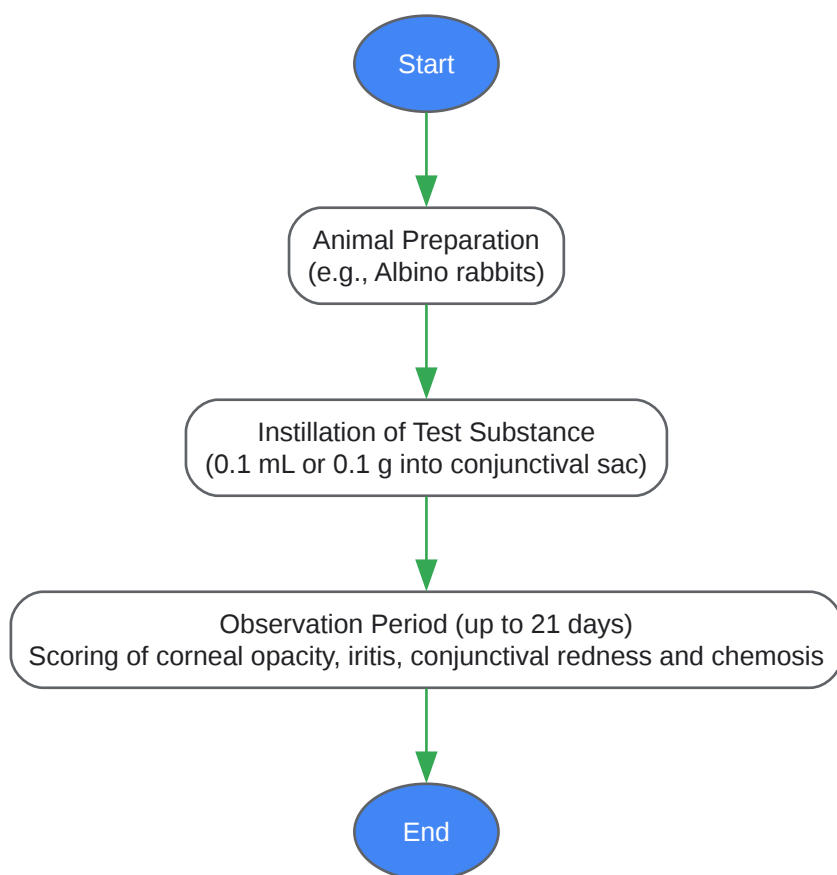 Start
Animal Preparation
(e.g., Albino rabbits)
Instillation of Test Substance
(0.1 mL or 0.1 g into conjunctival sac)
Observation Period (up to 21 days)
Scoring of corneal opacity, iritis, conjunctival redness and chemosis
End